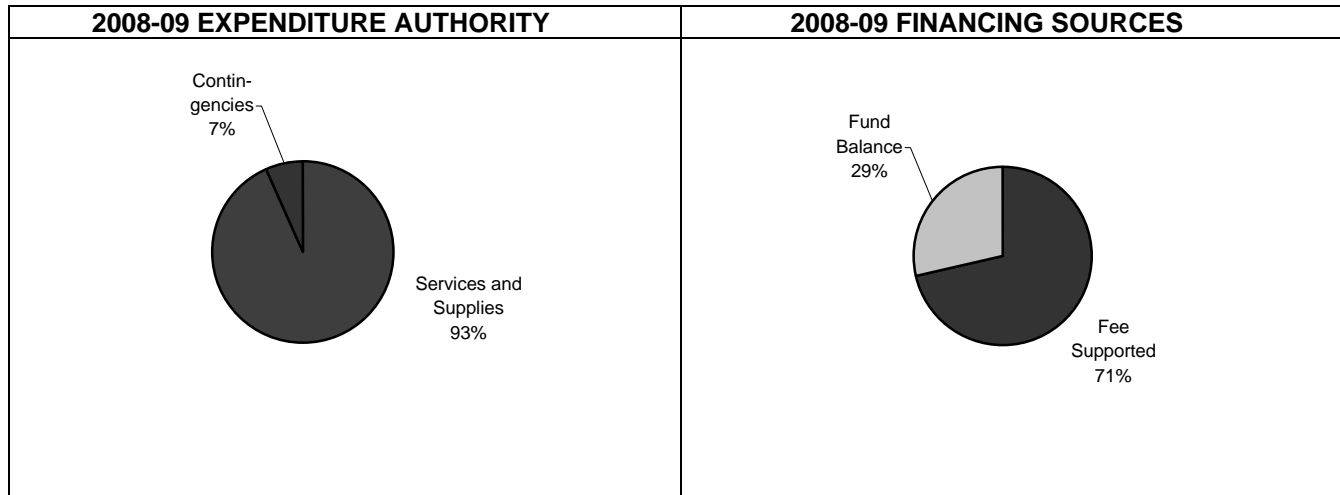 2008-09 EXPENDITURE AUTHORITY
Contin-
gencies
7%
Services and
Supplies
93%
2008-09 FINANCING SOURCES
Fund
Balance
29%
Fee
Supported
71%